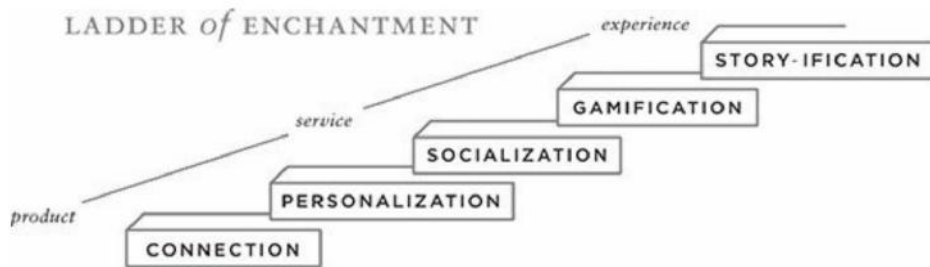 LADDER of ENCHANTMENT
experience
STORY-IFICATION
GAMIFICATION
service
SOCIALIZATION
PERSONALIZATION
product
CONNECTION